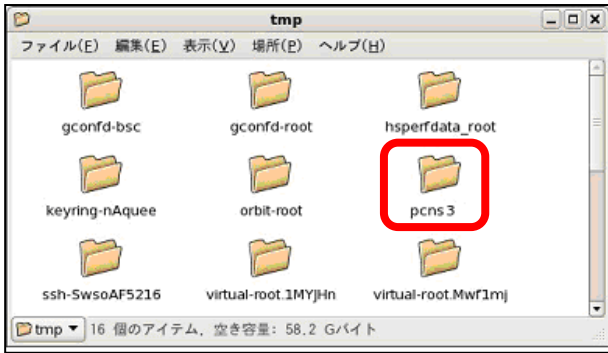 tmp
ファイル(F) 編集(E) 表示(V) 場所(P) ヘルプ(H)
gconfd-bsc gconfd-root hsperfdata_root
keyring-nAquee orbit-root pcns3
ssh-SwsoAF5216 virtual-root.1MYJHn virtual-root.Mwf1mj
tmp 16 個のアイテム, 空き容量: 58.2 Gバイト